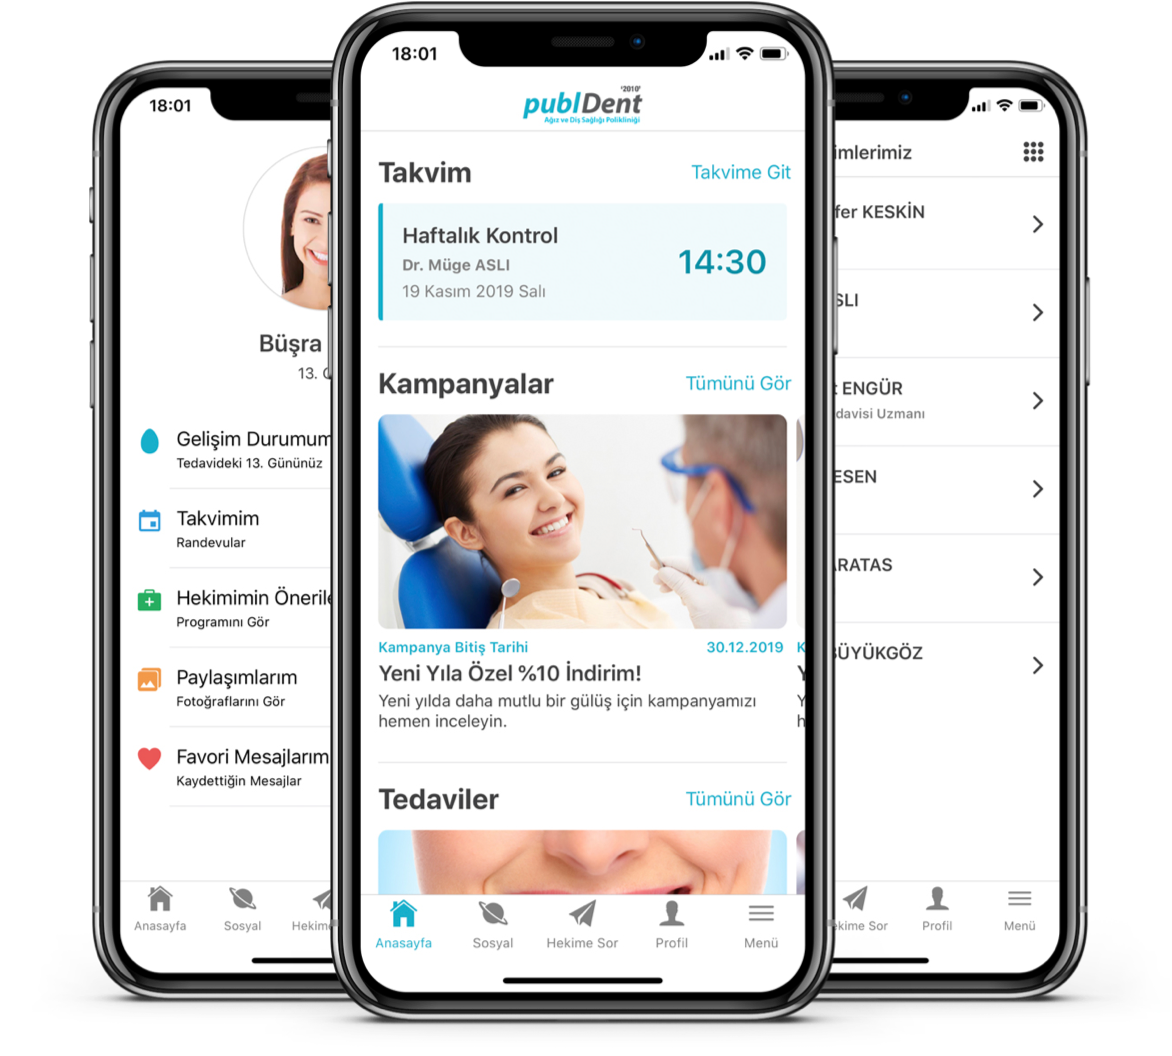 18:01
Büşra
13.
Gelişim Durumum
Tedavideki 13. Gününüz
Takvimim
Randevular
Hekimimin Önerile
Programını Gör
Paylaşımlarım
Fotoğraflarını Gör
Favori Mesajlarım
Kaydettiğin Mesajlar
Anasayfa
Sosyal
Hekim
18:01
'2010'
publDent
Ağız ve Diş Sağlığı Polikliniği
Takvim
Takvime Git
Haftalık Kontrol
Dr. Müge ASLI
19 Kasım 2019 Salı
14:30
Kampanyalar
Tümünü Gör
Kampanya Bitiş Tarihi
30.12.2019
Yeni Yıla Özel %10 İndirim!
Yeni yılda daha mutlu bir gülüş için kampanyamızı
hemen inceleyin.
Tedaviler
Tümünü Gör
Anasayfa
Sosyal
Hekime Sor
Profil
Menü
imlerimiz
fer KESKİN
SLI
ENGÜR
davisi Uzmanı
ESEN
RATAS
BÜYÜKGÖZ
ekime Sor
Profil
Menü